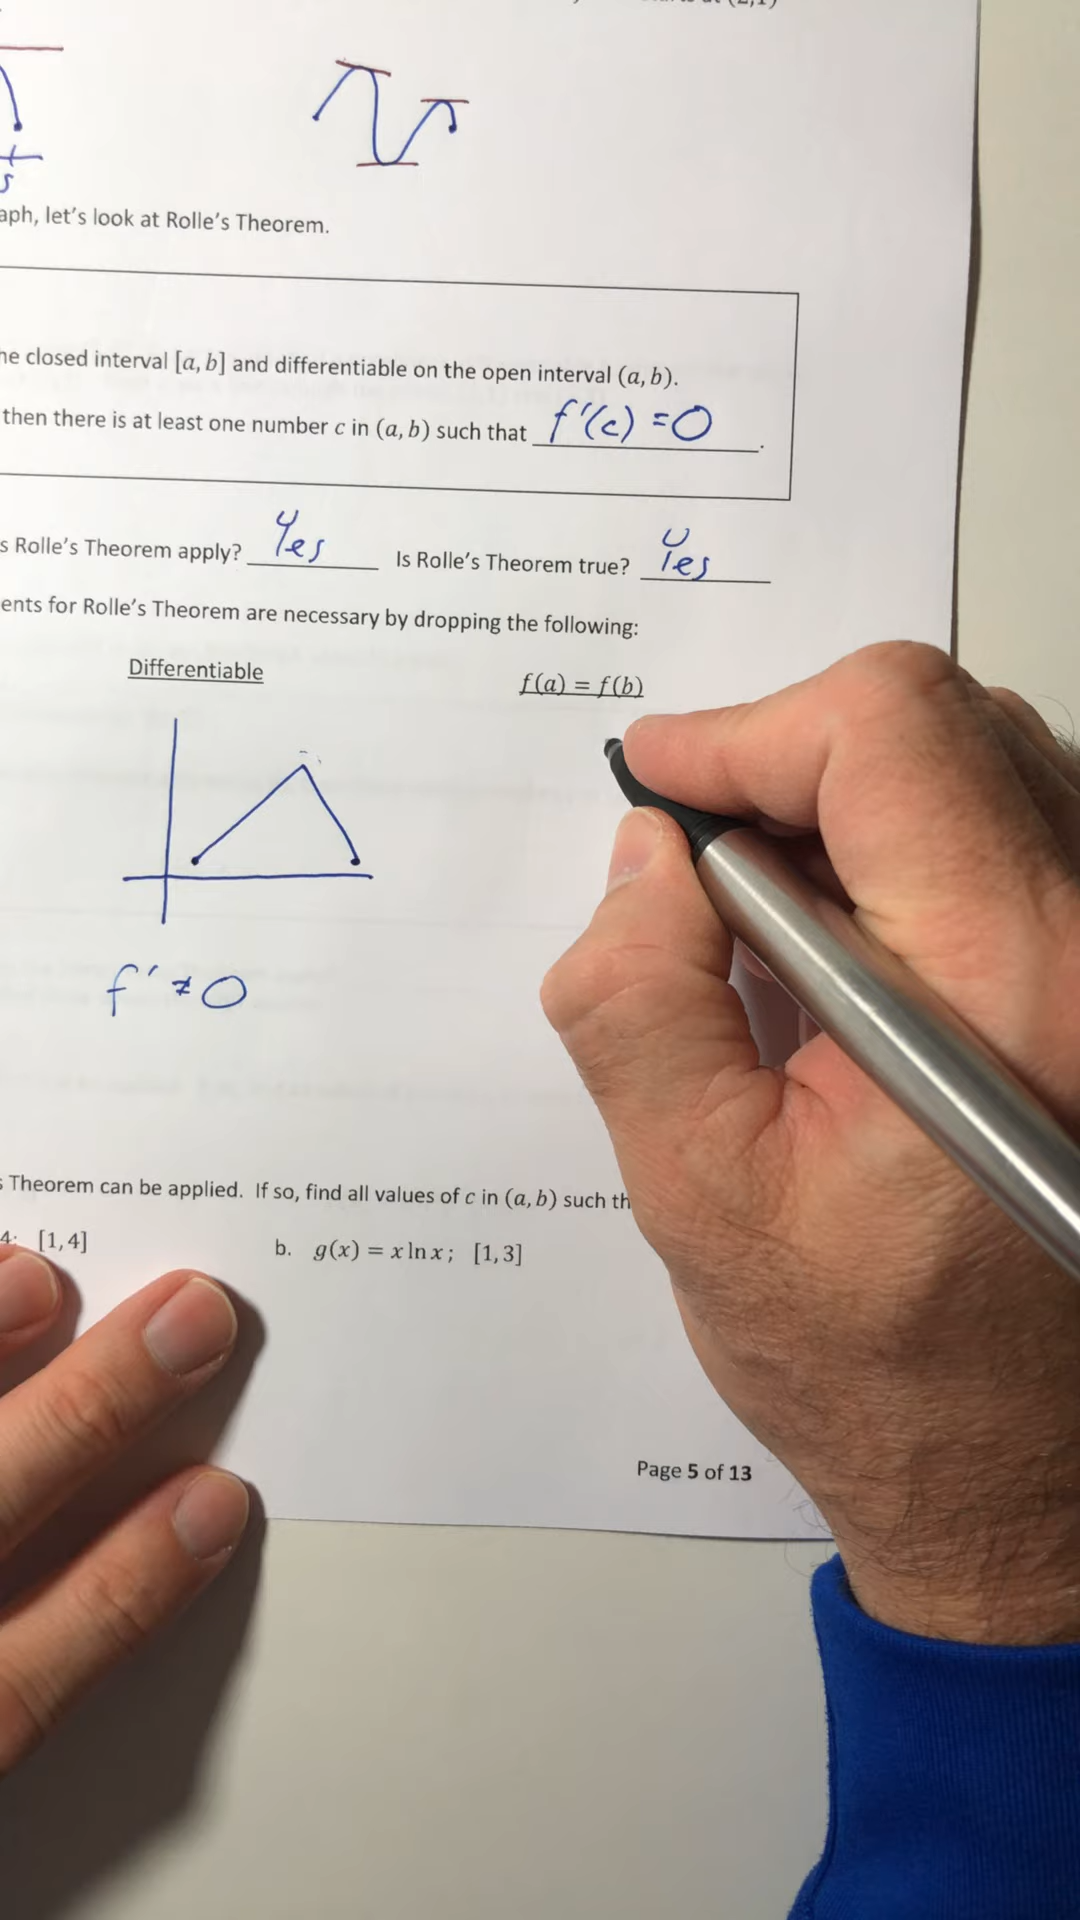 s
aph, let's look at Rolle's Theorem.
he closed interval [a, b] and differentiable on the open interval (a, b).
then there is at least one number c in (a, b) such that f'(c) = 0.
s Rolle's Theorem apply? Yes Is Rolle's Theorem true? Yes
ents for Rolle's Theorem are necessary by dropping the following:
Differentiable f(a) = f(b)
f' ≠ 0
s Theorem can be applied. If so, find all values of c in (a, b) such th
4: [1,4] b. g(x) = x ln x; [1,3]
Page 5 of 13